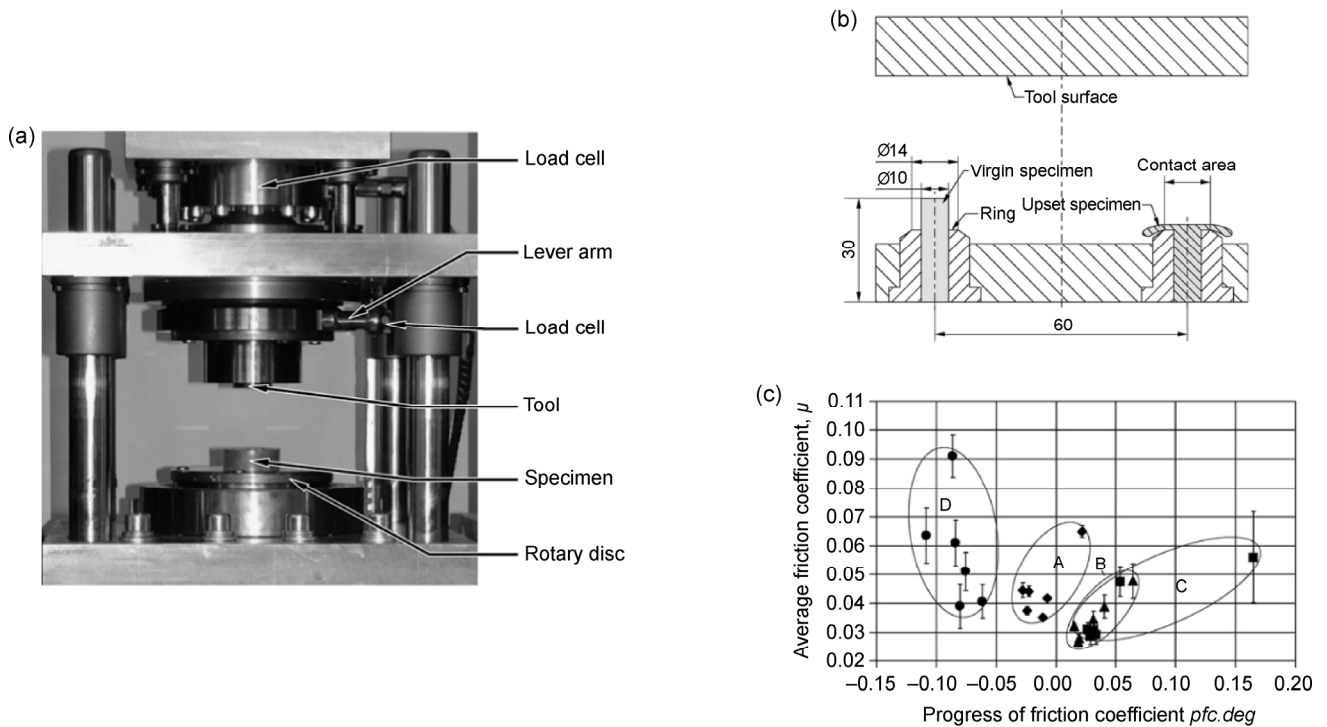 (a)
Load cell
Lever arm
Load cell
Tool
Specimen
Rotary disc
(b)
Tool surface
Ø14
Ø10
Virgin specimen
Ring
Contact area
Upset specimen
30
60
(c)
Average friction coefficient, μ
0.11
0.10
0.09
0.08
0.07
0.06
0.05
0.04
0.03
0.02
D
A
B
C
–0.15 –0.10 –0.05 0.00 0.05 0.10 0.15 0.20
Progress of friction coefficient pfc.deg